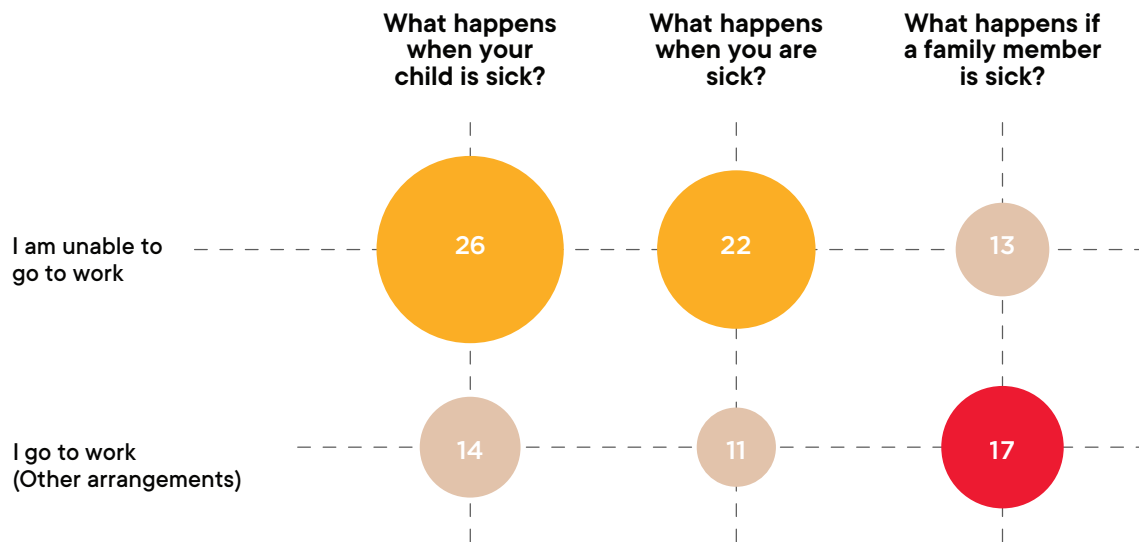 What happens
when your
child is sick?
What happens
when you are
sick?
What happens if
a family member
is sick?
I am unable to
go to work
26
22
13
I go to work
(Other arrangements)
14
11
17